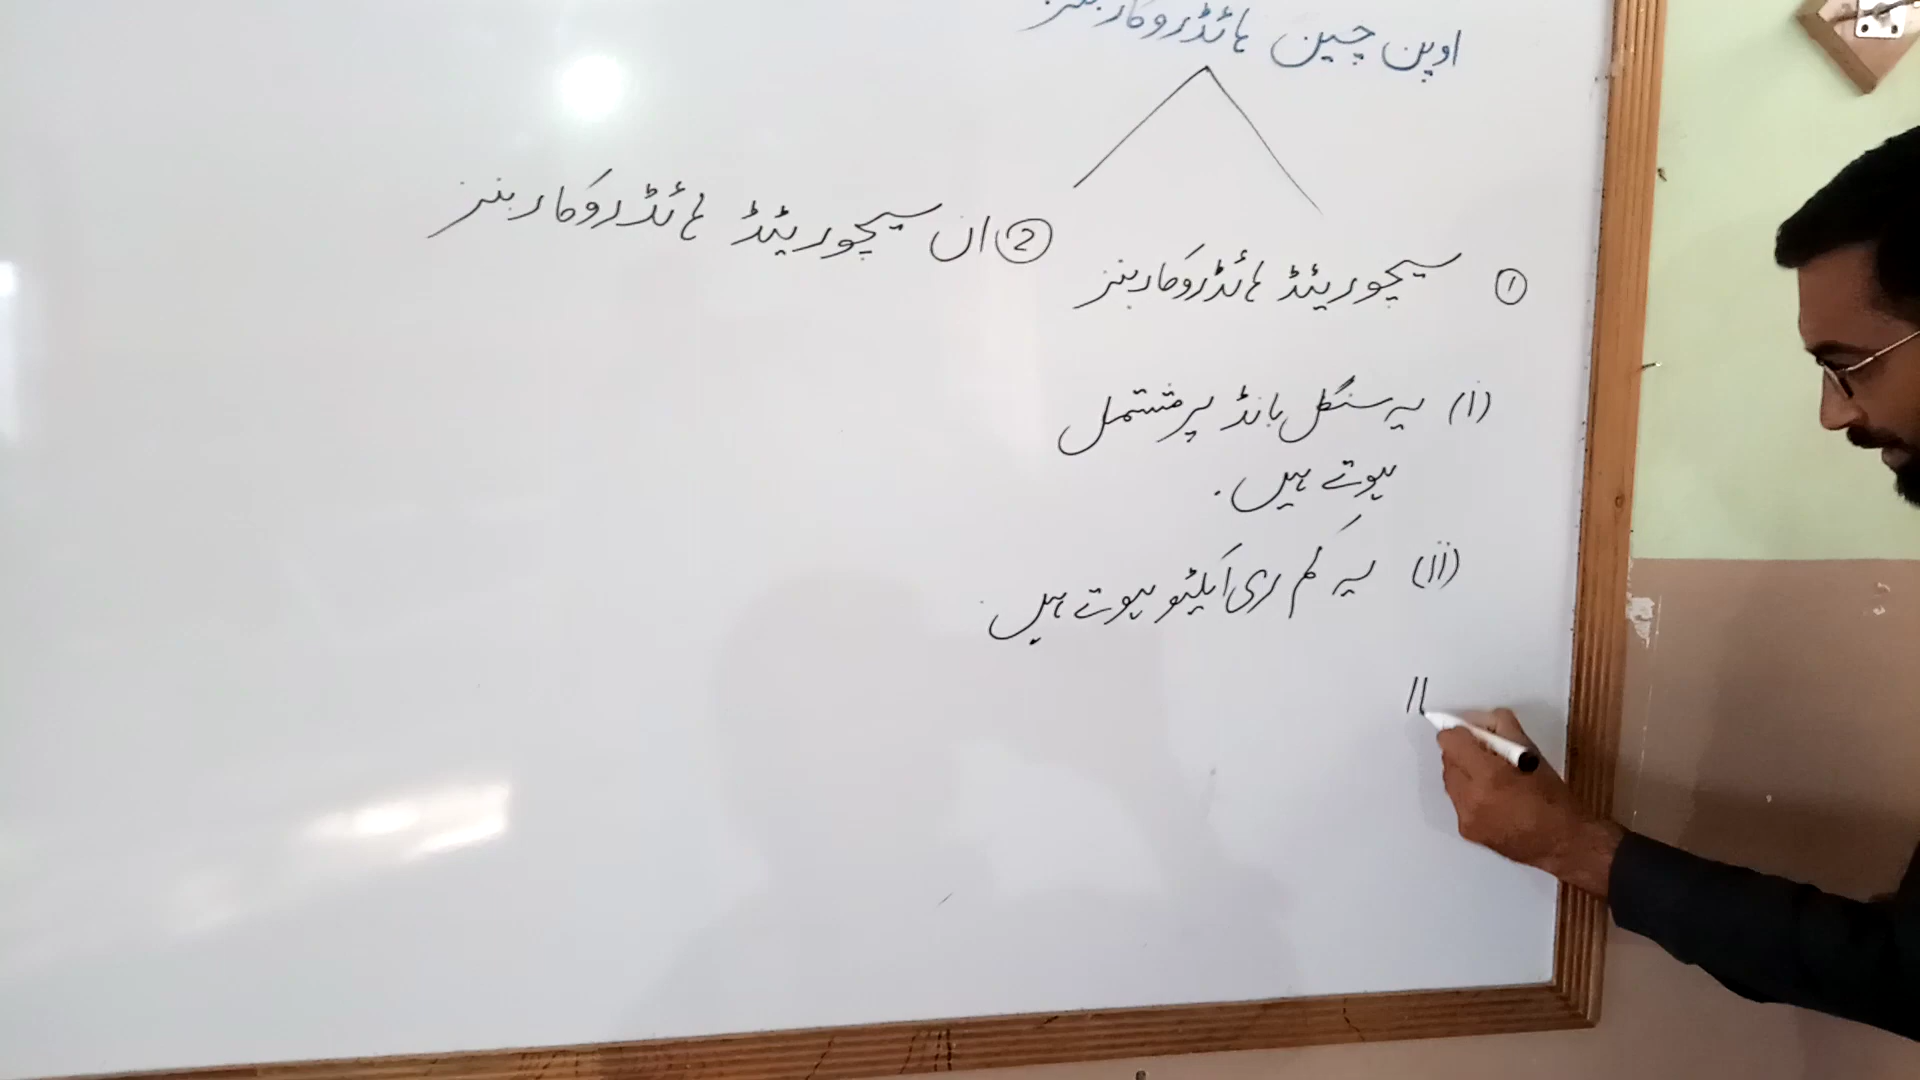 اوپن چین ہائڈروکاربنز
① سیچوریٹڈ ہائڈروکاربنز
② ان سیچوریٹڈ ہائڈروکاربنز
(i) یہ سنگل بانڈ پر مشتمل
ہوتے ہیں.
(ii) یہ کم ری ایکٹو ہوتے ہیں